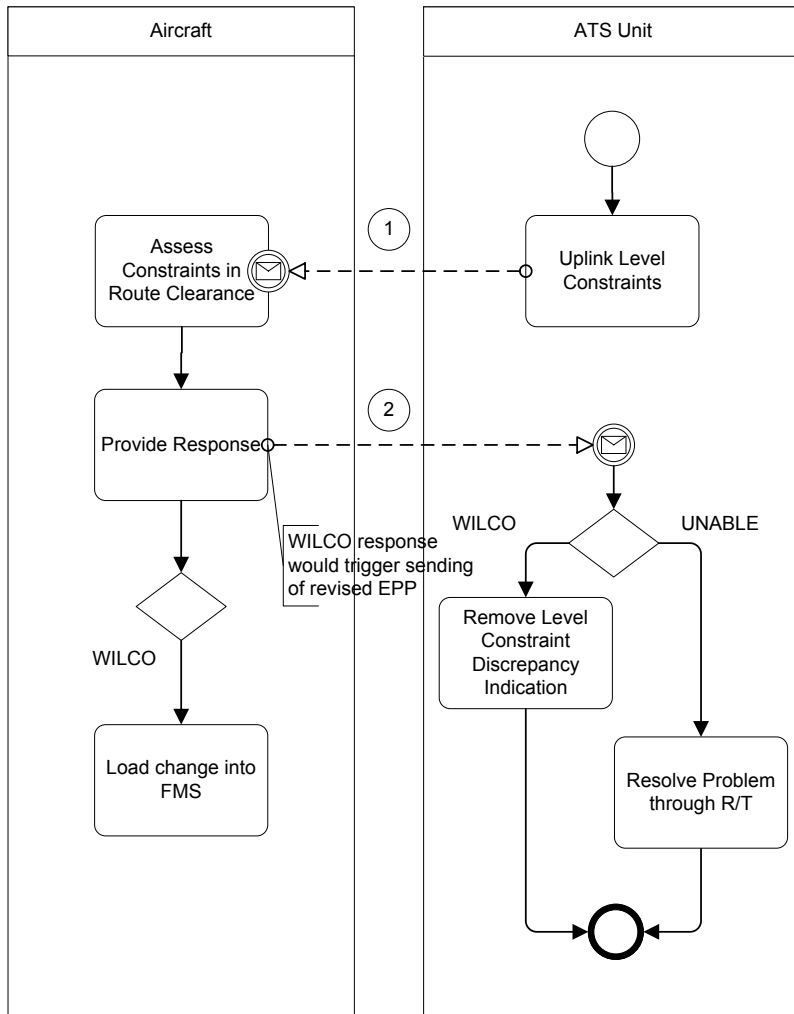 Aircraft
ATS Unit
1
Assess
Constraints in
Route Clearance
Uplink Level
Constraints
2
Provide Response
WILCO response
would trigger sending
of revised EPP
WILCO
UNABLE
Remove Level
Constraint
Discrepancy
Indication
WILCO
Load change into
FMS
Resolve Problem
through R/T